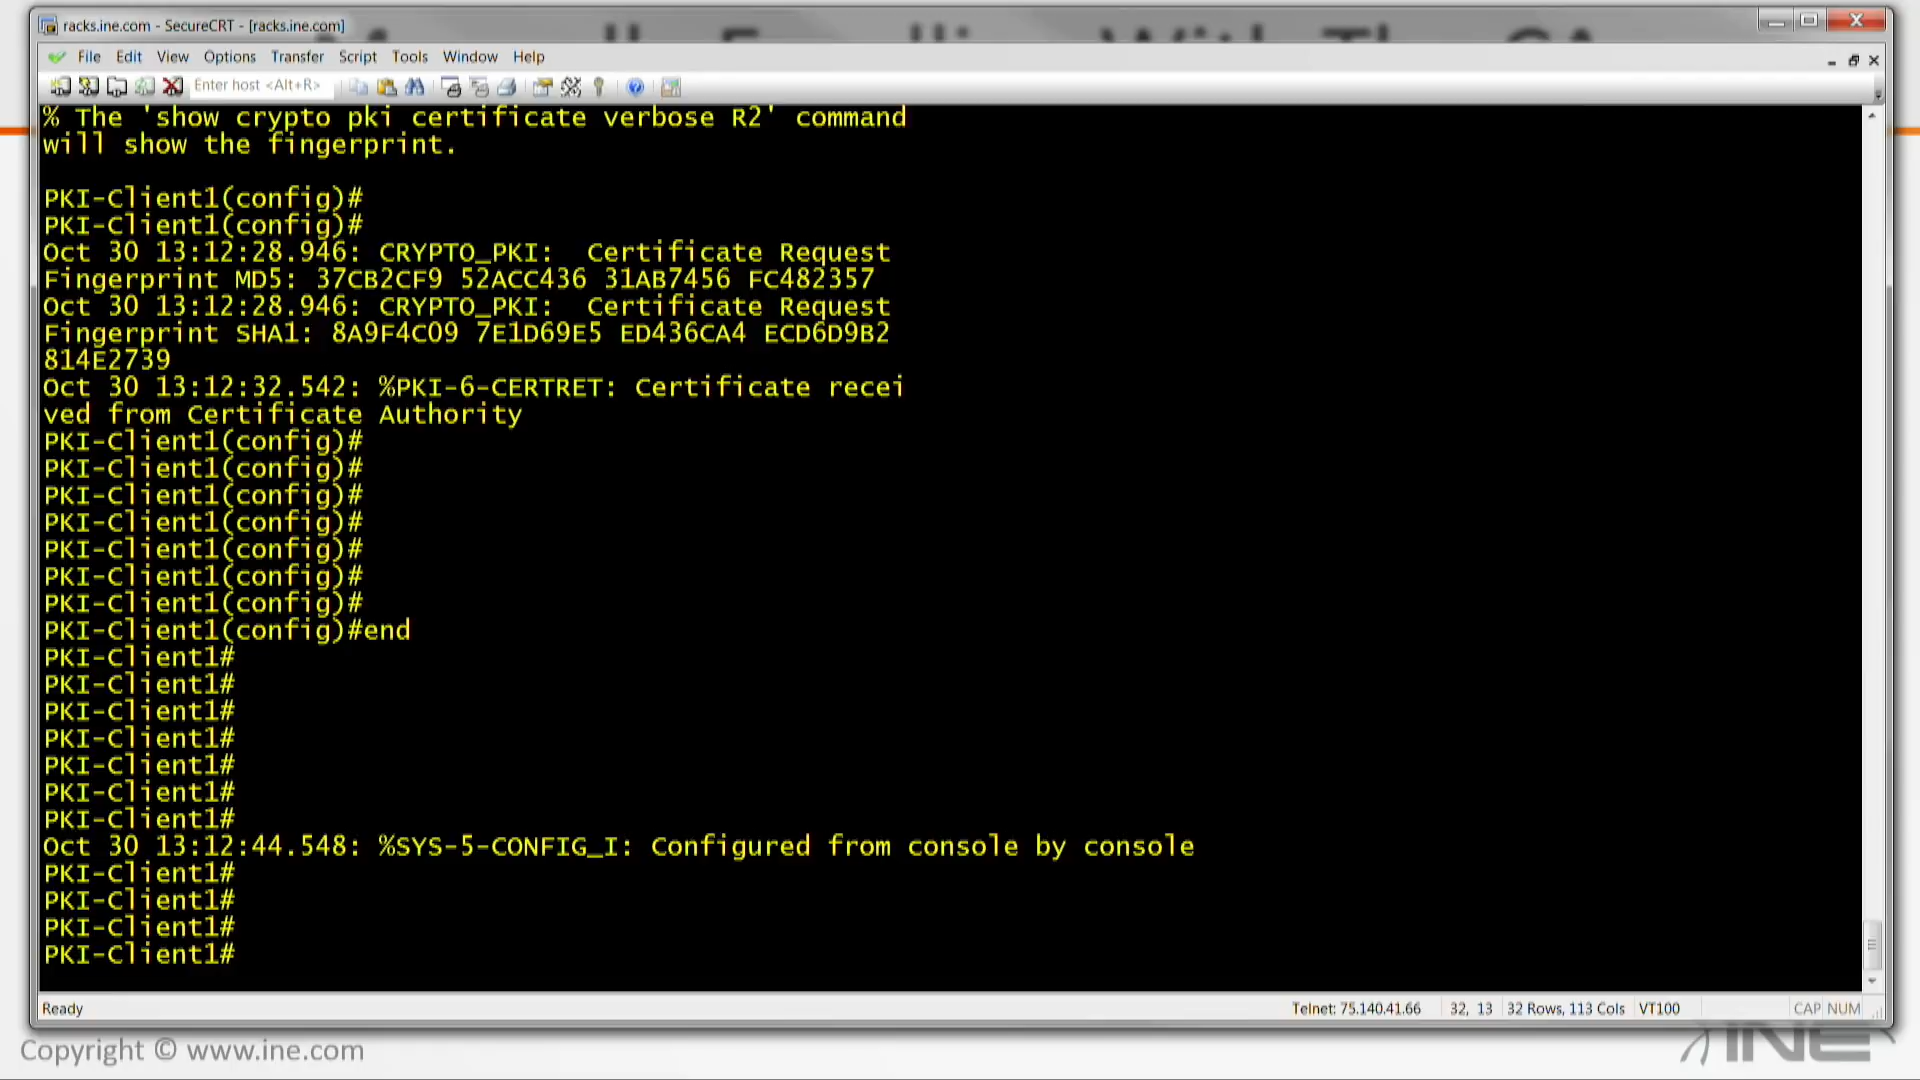 racks.ine.com - SecureCRT - [racks.ine.com]
File Edit View Options Transfer Script Tools Window Help
Enter host <Alt+R>
% The 'show crypto pki certificate verbose R2' command
will show the fingerprint.
PKI-Client1(config)#
PKI-Client1(config)#
Oct 30 13:12:28.946: CRYPTO_PKI:  Certificate Request
Fingerprint MD5: 37CB2CF9 52ACC436 31AB7456 FC482357
Oct 30 13:12:28.946: CRYPTO_PKI:  Certificate Request
Fingerprint SHA1: 8A9F4C09 7E1D69E5 ED436CA4 ECD6D9B2
814E2739
Oct 30 13:12:32.542: %PKI-6-CERTRET: Certificate recei
ved from Certificate Authority
PKI-Client1(config)#
PKI-Client1(config)#
PKI-Client1(config)#
PKI-Client1(config)#
PKI-Client1(config)#
PKI-Client1(config)#
PKI-Client1(config)#
PKI-Client1(config)#end
PKI-Client1#
PKI-Client1#
PKI-Client1#
PKI-Client1#
PKI-Client1#
PKI-Client1#
PKI-Client1#
Oct 30 13:12:44.548: %SYS-5-CONFIG_I: Configured from console by console
PKI-Client1#
PKI-Client1#
PKI-Client1#
PKI-Client1#
Ready Telnet: 75.140.41.66 32, 13 32 Rows, 113 Cols VT100 CAP NUM
Copyright © www.ine.com INE